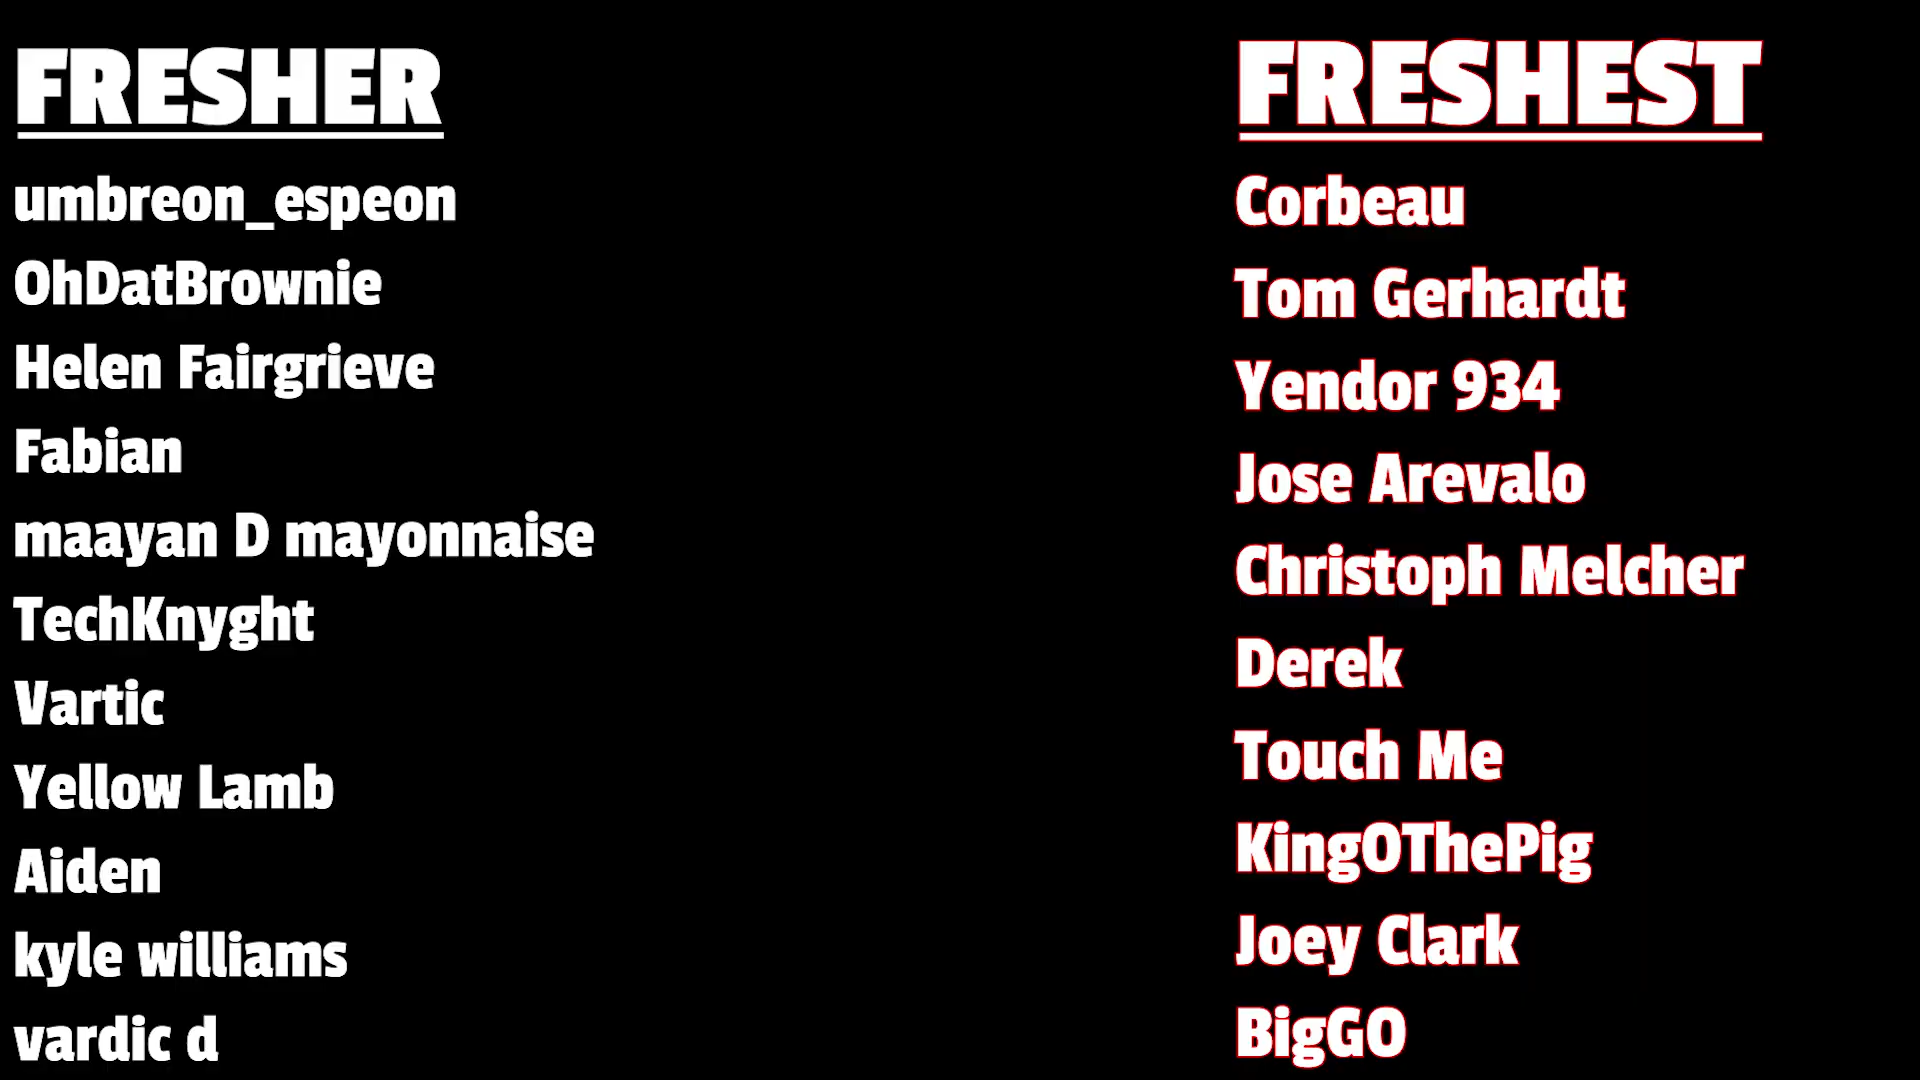 FRESHER
umbreon_espeon
OhDatBrownie
Helen Fairgrieve
Fabian
maayan D mayonnaise
TechKnyght
Vartic
Yellow Lamb
Aiden
kyle williams
vardic d
FRESHEST
Corbeau
Tom Gerhardt
Yendor 934
Jose Arevalo
Christoph Melcher
Derek
Touch Me
KingOThePig
Joey Clark
BigGO